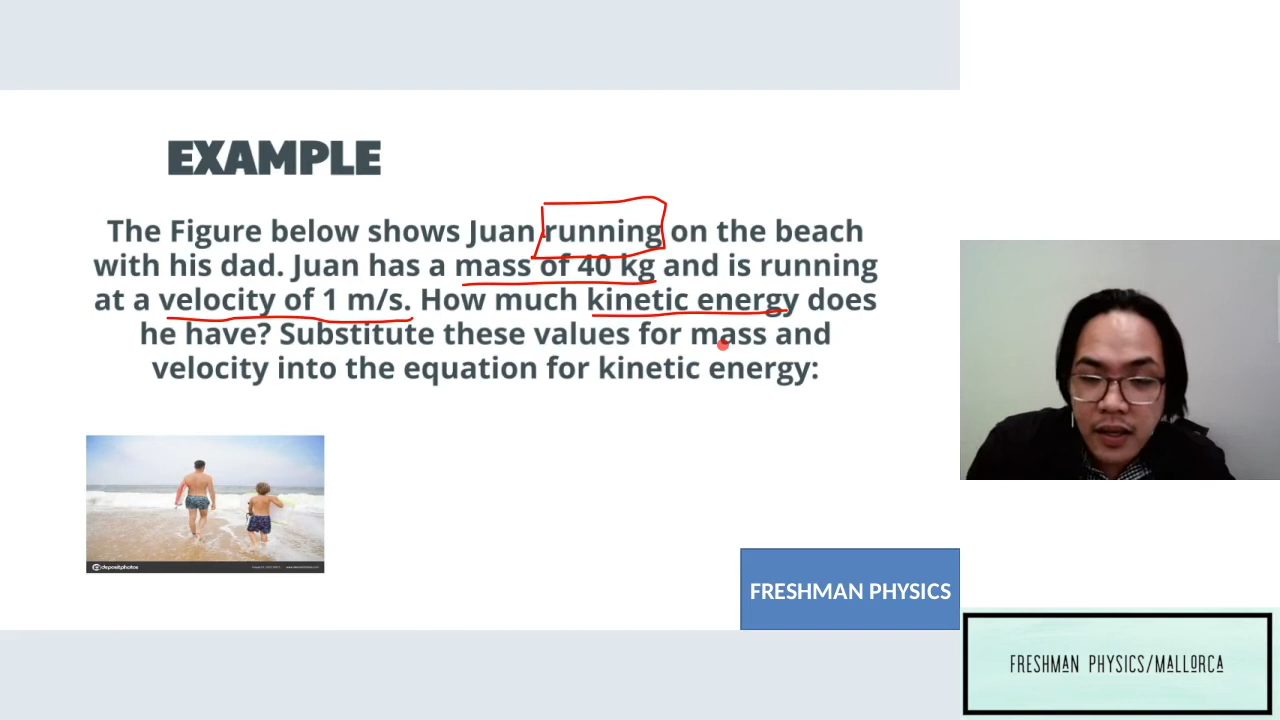 EXAMPLE
The Figure below shows Juan running on the beach
with his dad. Juan has a mass of 40 kg and is running
at a velocity of 1 m/s. How much kinetic energy does
he have? Substitute these values for mass and
velocity into the equation for kinetic energy:
depositphotos
FRESHMAN PHYSICS
FRESHMAN PHYSICS/MALLORCA